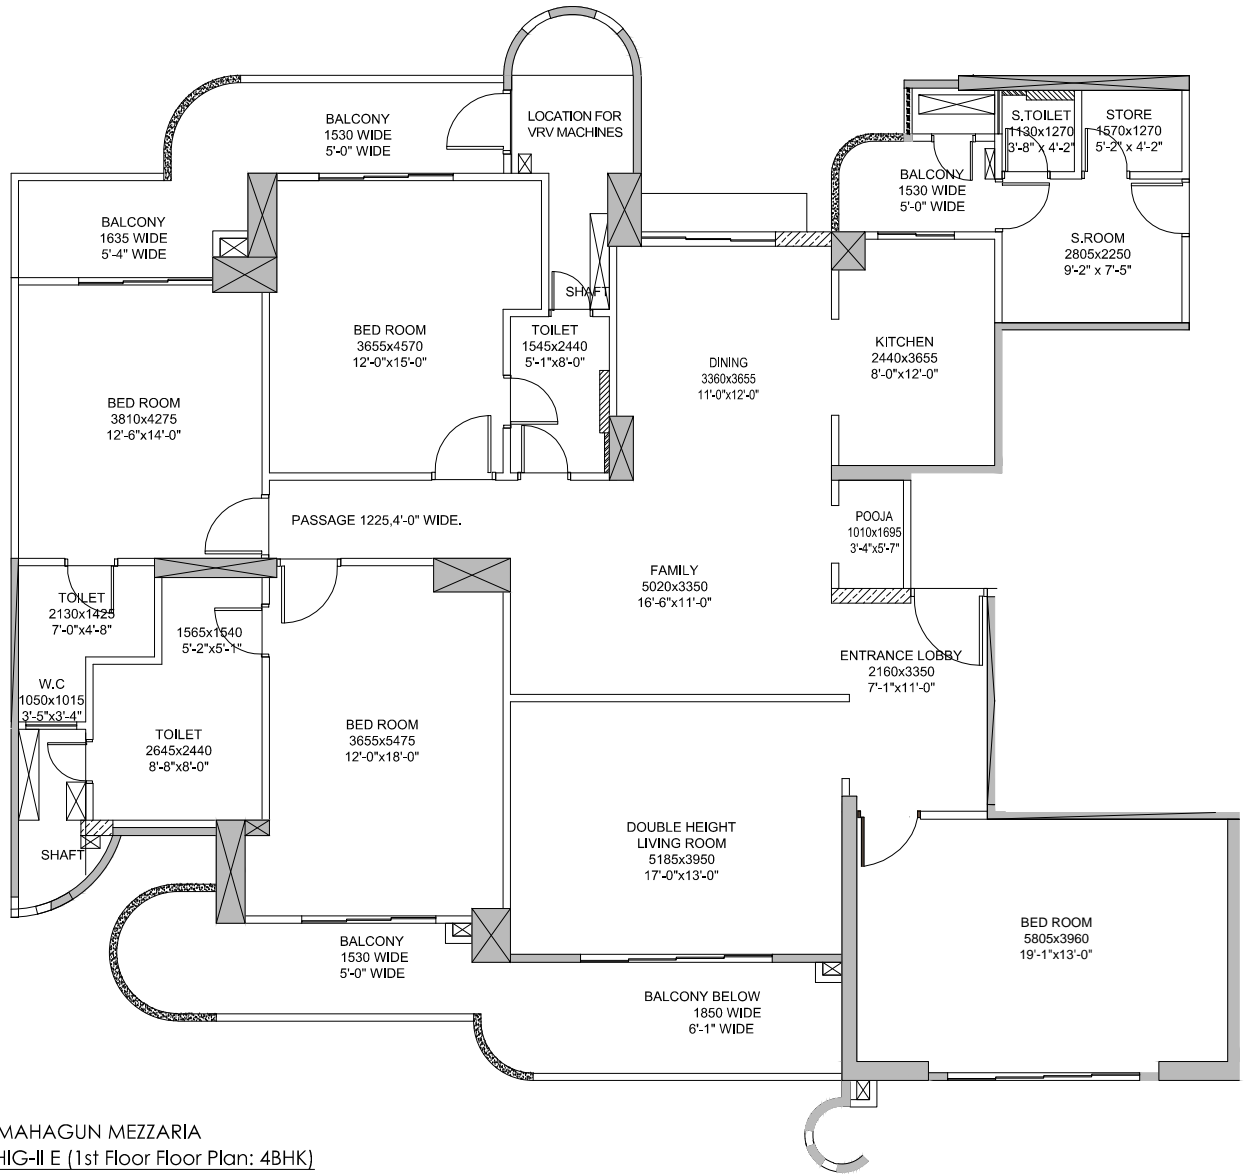 LOCATION FOR
VRV MACHINES
BALCONY
1530 WIDE
5'-0" WIDE
S.TOILET
1130x1270
3'-8" x 4'-2"
STORE
1570x1270
5'-2" x 4'-2"
BALCONY
1530 WIDE
5'-0" WIDE
BALCONY
1635 WIDE
5'-4" WIDE
S.ROOM
2805x2250
9'-2" x 7'-5"
SHAFT
BED ROOM
3655x4570
12'-0"x15'-0"
TOILET
1545x2440
5'-1"x8'-0"
KITCHEN
2440x3655
8'-0"x12'-0"
DINING
3360x3655
11'-0"x12'-0"
BED ROOM
3810x4275
12'-6"x14'-0"
PASSAGE 1225,4'-0" WIDE.
POOJA
1010x1695
3'-4"x5'-7"
FAMILY
5020x3350
16'-6"x11'-0"
TOILET
2130x1425
7'-0"x4'-8"
1565x1540
5'-2"x5'-1"
ENTRANCE LOBBY
2160x3350
7'-1"x11'-0"
W.C
1050x1015
3'-5"x3'-4"
BED ROOM
3655x5475
12'-0"x18'-0"
TOILET
2645x2440
8'-8"x8'-0"
DOUBLE HEIGHT
LIVING ROOM
5185x3950
17'-0"x13'-0"
SHAFT
BED ROOM
5805x3960
19'-1"x13'-0"
BALCONY
1530 WIDE
5'-0" WIDE
BALCONY BELOW
1850 WIDE
6'-1" WIDE
MAHAGUN MEZZARIA
HIG-II E (1st Floor Floor Plan: 4BHK)